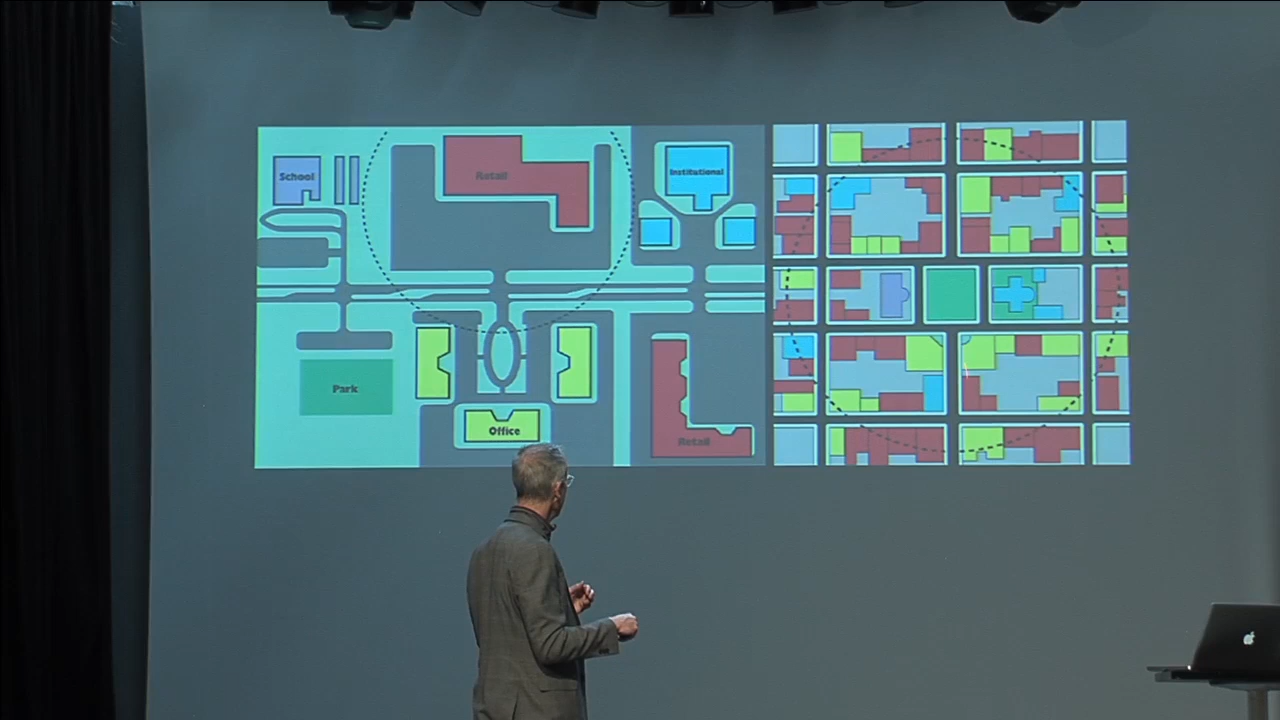 School
Retail
Institutional
Park
Office
Retail